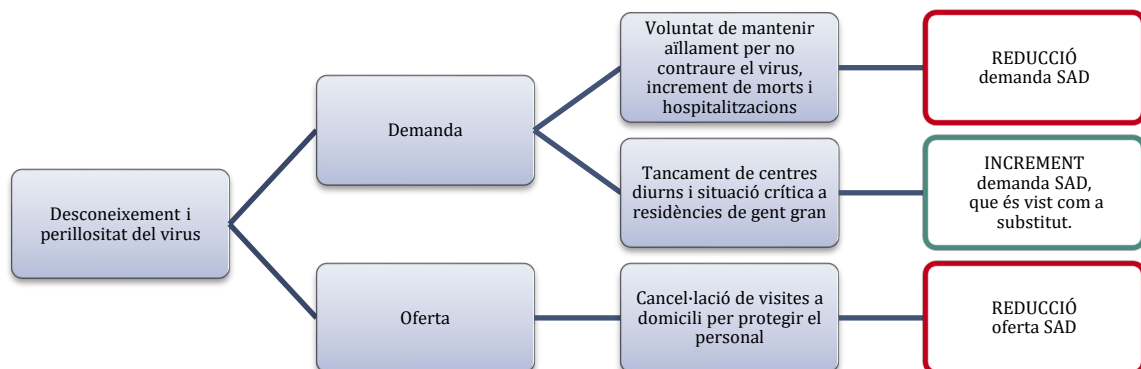 Desconeixement i
perillositat del virus
Demanda
Voluntat de mantenir
aïllament per no
contraure el virus,
increment de morts i
hospitalitzacions
REDUCCIÓ
demanda SAD
Tancament de centres
diurns i situació crítica a
residències de gent gran
INCREMENT
demanda SAD,
que és vist com a
substitut.
Oferta
Cancel·lació de visites a
domicili per protegir el
personal
REDUCCIÓ
oferta SAD